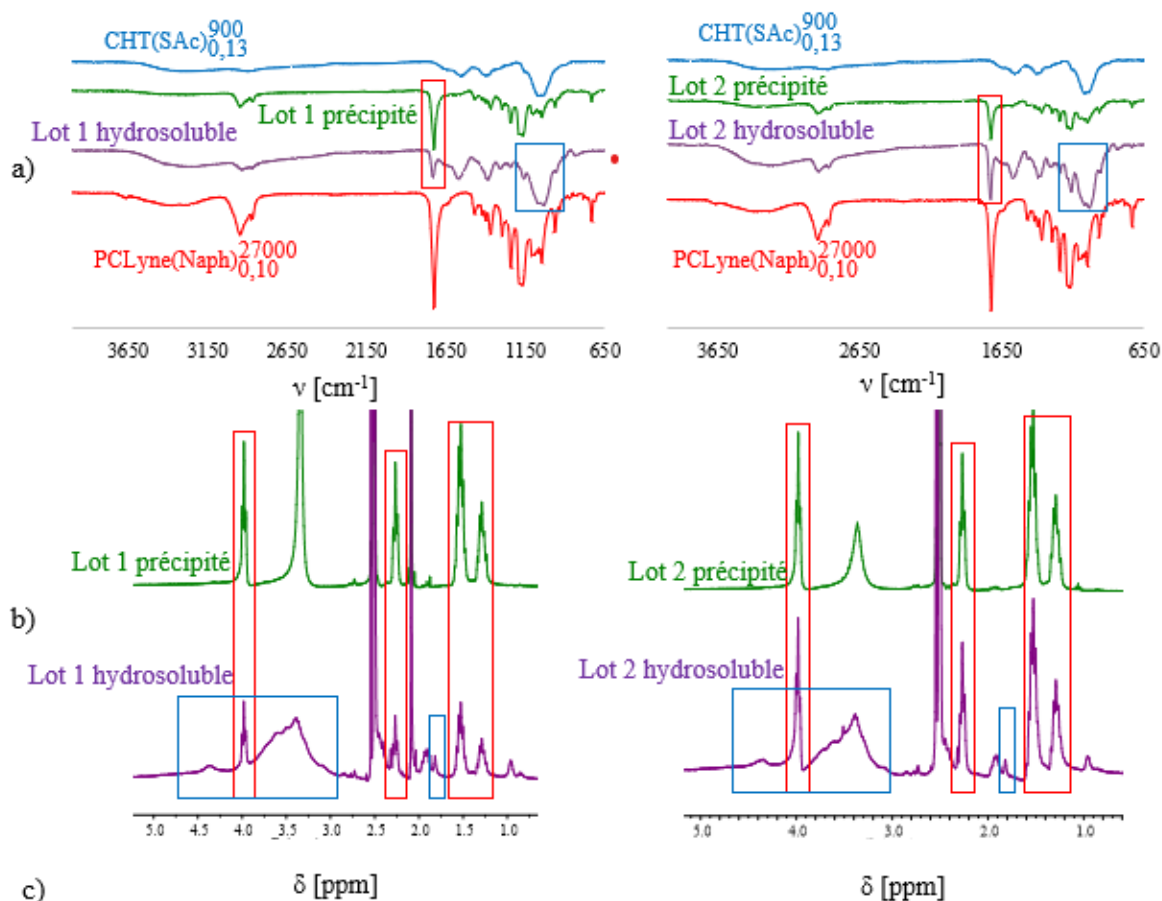 CHT(SAc)900 0,13
Lot 1 précipité
Lot 1 hydrosoluble
a)
PCLyne(Naph)27000 0,10
3650 3150 2650 2150 1650 1150 650
ν [cm-1]
CHT(SAc)900 0,13
Lot 2 précipité
Lot 2 hydrosoluble
PCLyne(Naph)27000 0,10
3650 2650 1650 650
ν [cm-1]
Lot 1 précipité
b)
Lot 1 hydrosoluble
5.0 4.5 4.0 3.5 2.5 2.0 1.5 1.0
δ [ppm]
Lot 2 précipité
Lot 2 hydrosoluble
5.0 4.0 3.5 2.0 1.0
δ [ppm]
c)